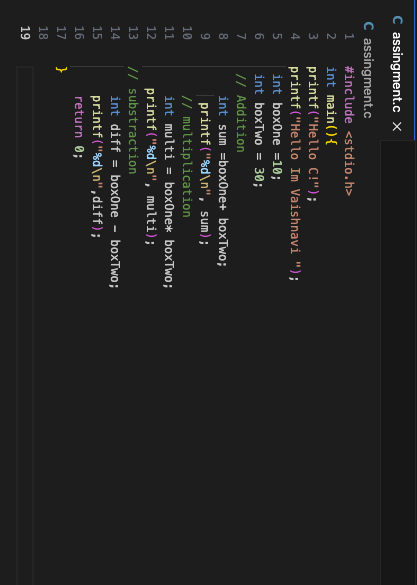 C assingment.c ×
C assingment.c
1 #include <stdio.h>
2 int main(){
3 printf("Hello C!");
4 printf("Hello Im Vaishnavi ");
5 int boxOne =10;
6 int boxTwo = 30;
7 // Addition
8 int sum =boxOne+ boxTwo;
9 printf("%d\n", sum);
10 // multiplication
11 int multi = boxOne* boxTwo;
12 printf("%d\n", multi);
13 // substraction
14 int diff = boxOne - boxTwo;
15 printf("%d\n",diff);
16 return 0;
17 }
18
19